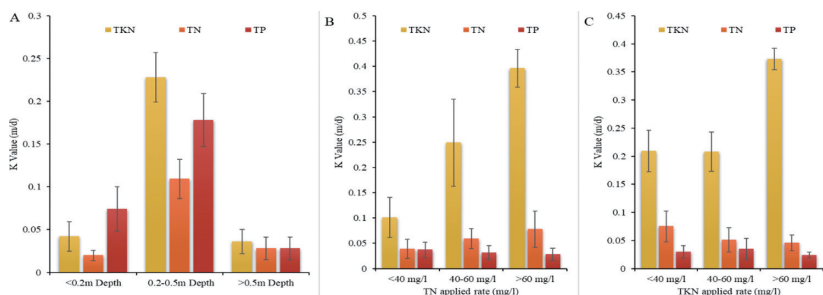 A
TKN TN TP
K Value (m/d)
0.3
0.25
0.2
0.15
0.1
0.05
0
<0.2m Depth 0.2-0.5m Depth >0.5m Depth
B
TKN TN TP
K Value (m/d)
0.5
0.45
0.4
0.35
0.3
0.25
0.2
0.15
0.1
0.05
0
<40 mg/l 40-60 mg/l >60 mg/l
TN applied rate (mg/l)
C
TKN TN TP
K Value (m/d)
0.45
0.4
0.35
0.3
0.25
0.2
0.15
0.1
0.05
0
<40 mg/l 40-60 mg/l >60 mg/l
TKN applied rate (mg/l)